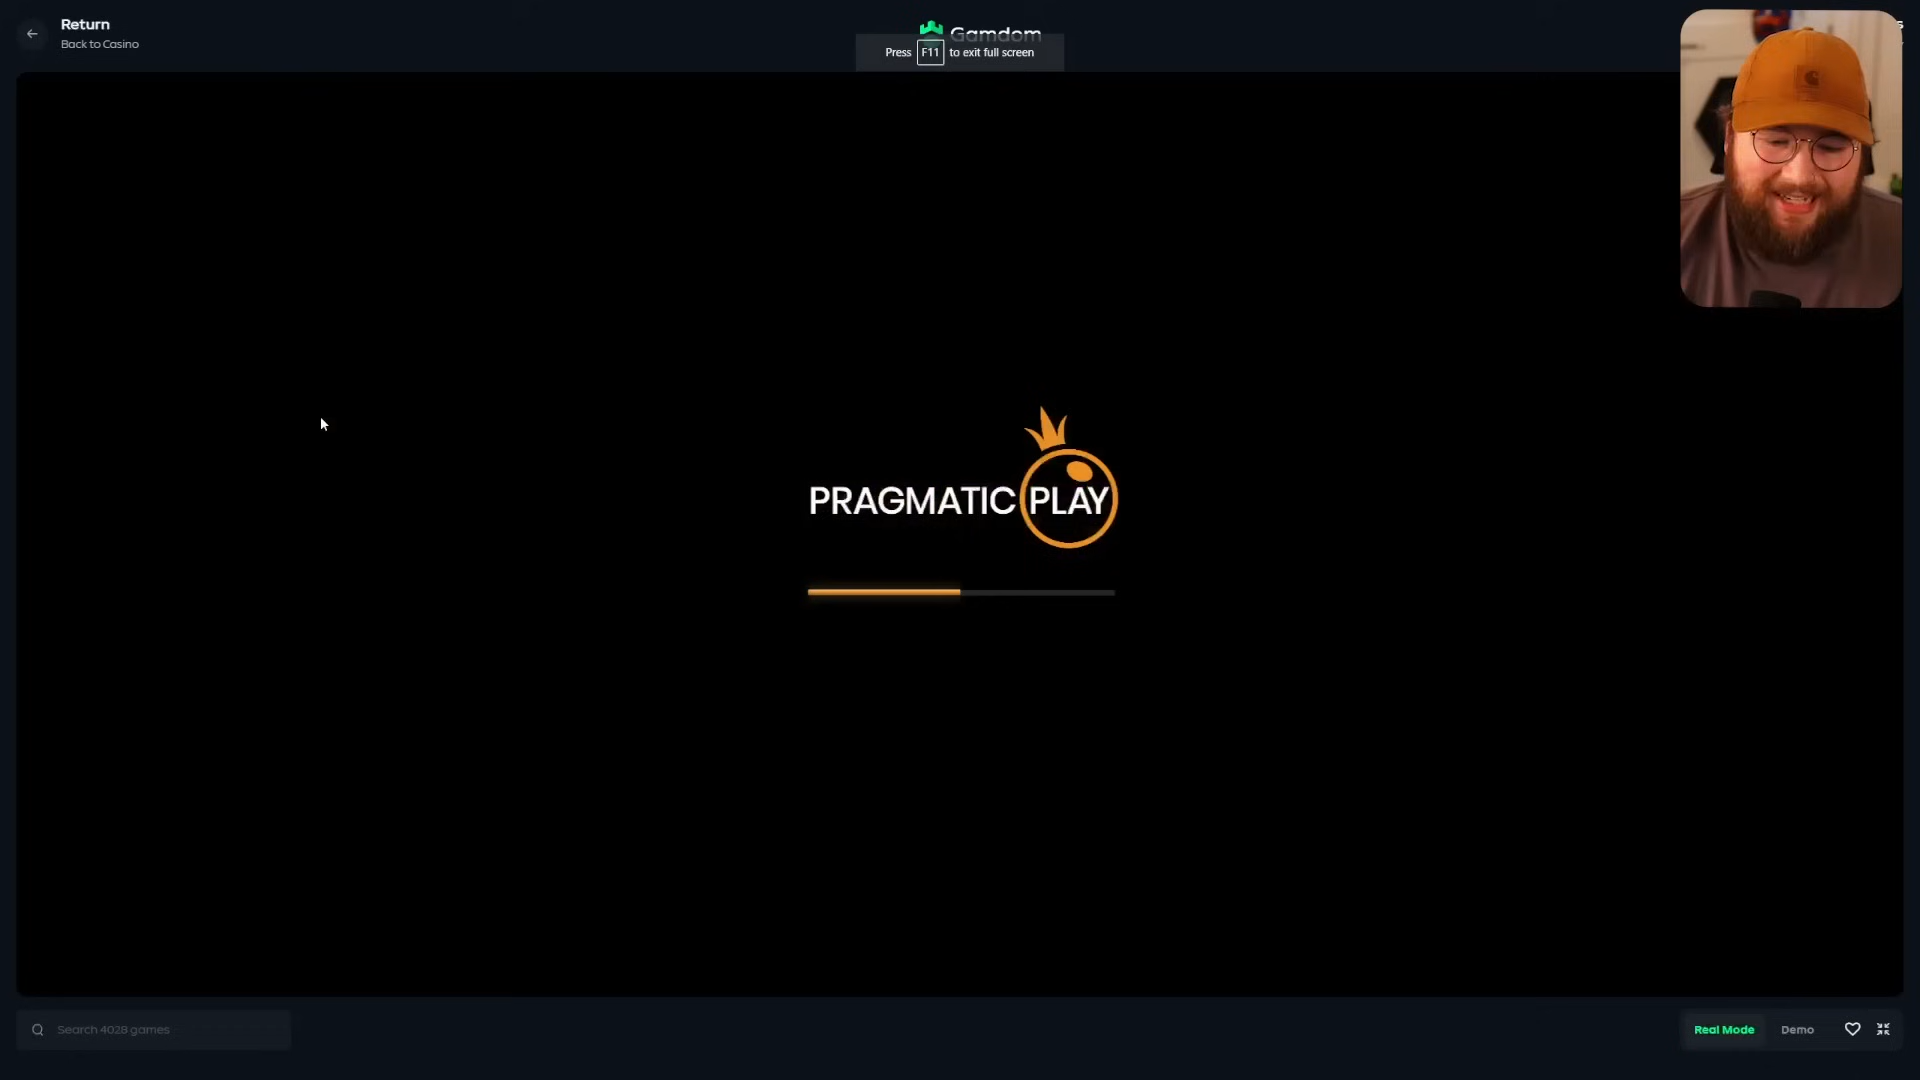 Return
Back to Casino
Gamdom
Press F11 to exit full screen
PRAGMATIC PLAY
Search 4028 games
Real Mode
Demo